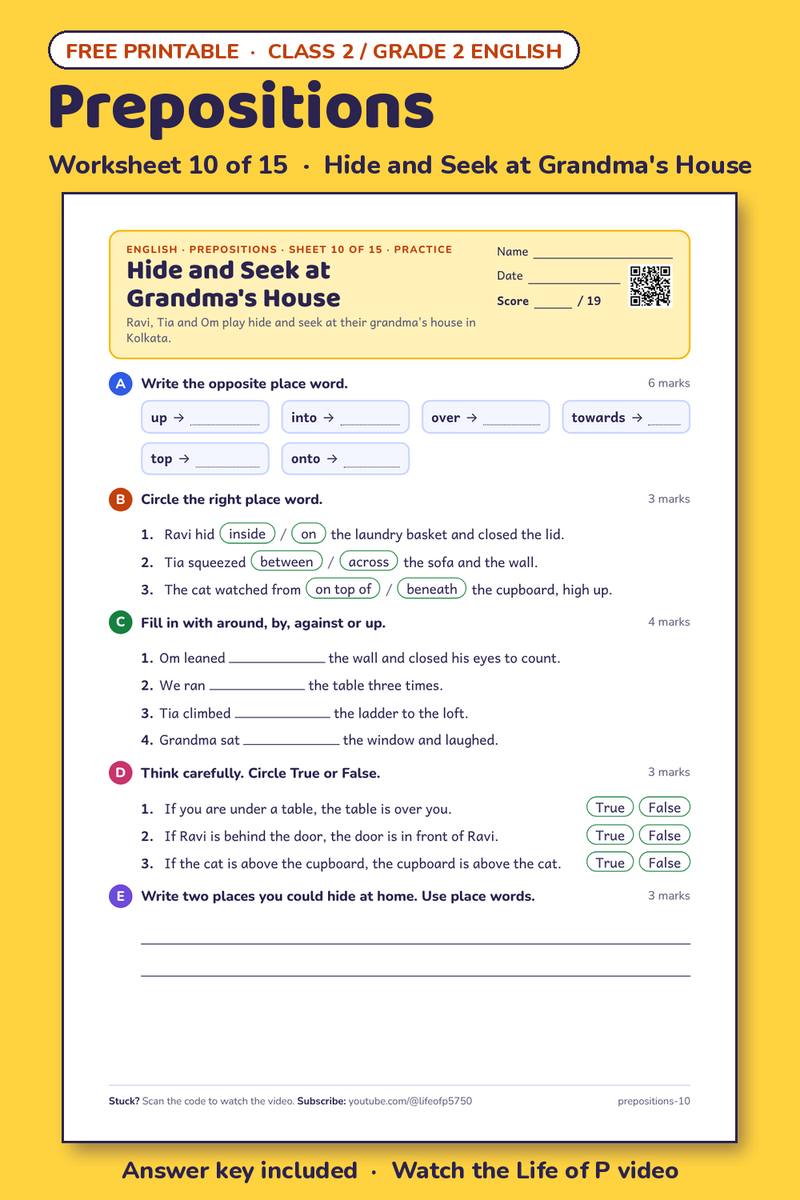 FREE PRINTABLE · CLASS 2 / GRADE 2 ENGLISH
Prepositions
Worksheet 10 of 15 · Hide and Seek at Grandma's House
ENGLISH · PREPOSITIONS · SHEET 10 OF 15 · PRACTICE
Hide and Seek at
Grandma's House
Ravi, Tia and Om play hide and seek at their grandma's house in
Kolkata.
Name
Date
Score / 19
A Write the opposite place word. 6 marks
up → into → over → towards →
top → onto →
B Circle the right place word. 3 marks
1. Ravi hid inside / on the laundry basket and closed the lid.
2. Tia squeezed between / across the sofa and the wall.
3. The cat watched from on top of / beneath the cupboard, high up.
C Fill in with around, by, against or up. 4 marks
1. Om leaned the wall and closed his eyes to count.
2. We ran the table three times.
3. Tia climbed the ladder to the loft.
4. Grandma sat the window and laughed.
D Think carefully. Circle True or False. 3 marks
1. If you are under a table, the table is over you. True False
2. If Ravi is behind the door, the door is in front of Ravi. True False
3. If the cat is above the cupboard, the cupboard is above the cat. True False
E Write two places you could hide at home. Use place words. 3 marks
Stuck? Scan the code to watch the video. Subscribe: youtube.com/@lifeofp5750 prepositions-10
Answer key included · Watch the Life of P video